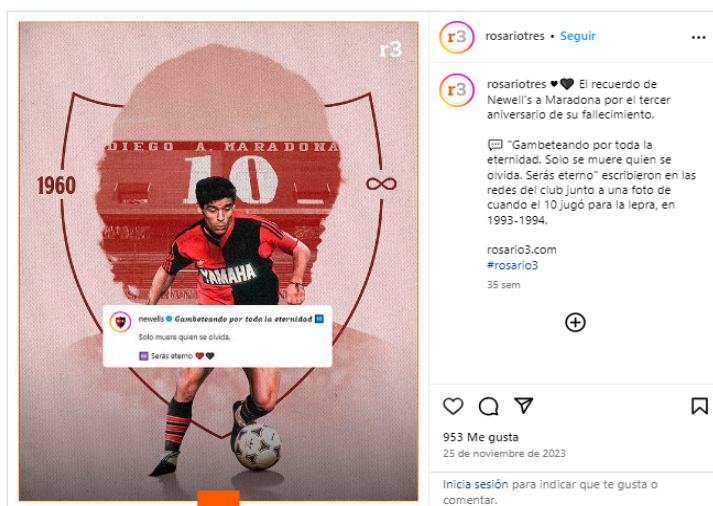 r3
DIEGO A. MARADONA
10
1960
∞
YAMAHA
newells Gambeteando por toda la eternidad
Solo muere quien se olvida.
Serás eterno ❤️🖤
r3
rosariotres • Seguir
...
r3
rosariotres ♥🖤 El recuerdo de
Newell's a Maradona por el tercer
aniversario de su fallecimiento.
💬 "Gambeteando por toda la
eternidad. Solo se muere quien se
olvida. Serás eterno" escribieron en las
redes del club junto a una foto de
cuando el 10 jugó para la lepra, en
1993-1994.
rosario3.com
#rosario3
35 sem
953 Me gusta
25 de noviembre de 2023
Inicia sesión para indicar que te gusta o
comentar.